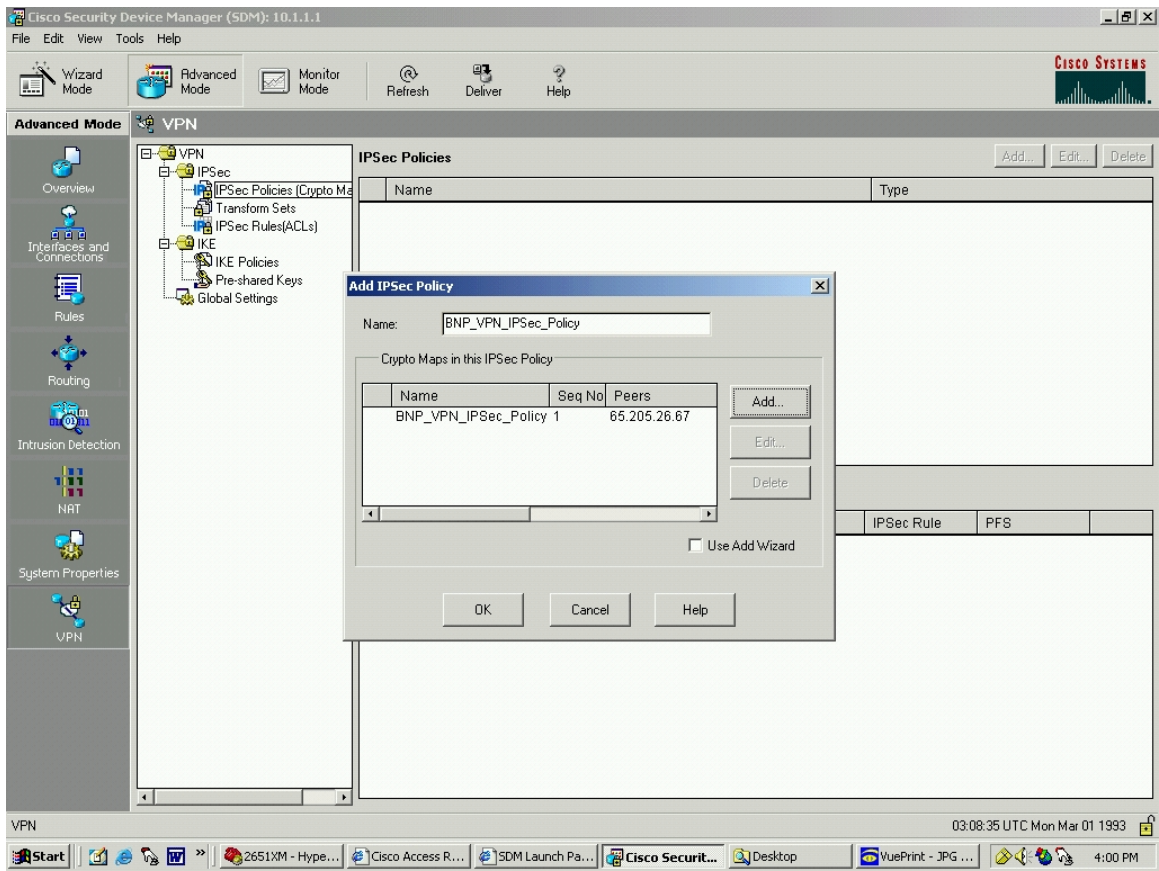 Cisco Security Device Manager (SDM): 10.1.1.1
File Edit View Tools Help
Wizard Mode
Advanced Mode
Monitor Mode
Refresh
Deliver
Help
CISCO SYSTEMS
Advanced Mode
VPN
Overview
Interfaces and Connections
Rules
Routing
Intrusion Detection
NAT
System Properties
VPN
VPN
IPSec
IPSec Policies (Crypto Ma
Transform Sets
IPSec Rules(ACLs)
IKE
IKE Policies
Pre-shared Keys
Global Settings
IPSec Policies
Add... Edit... Delete
Name Type
Add IPSec Policy
Name: BNP_VPN_IPSec_Policy
Crypto Maps in this IPSec Policy
Name Seq No Peers
BNP_VPN_IPSec_Policy 1 65.205.26.67
Add...
Edit...
Delete
Use Add Wizard
OK Cancel Help
IPSec Rule PFS
VPN
03:08:35 UTC Mon Mar 01 1993
Start
»
2651XM - Hype...
Cisco Access R...
SDM Launch Pa...
Cisco Securit...
Desktop
VuePrint - JPG ...
4:00 PM